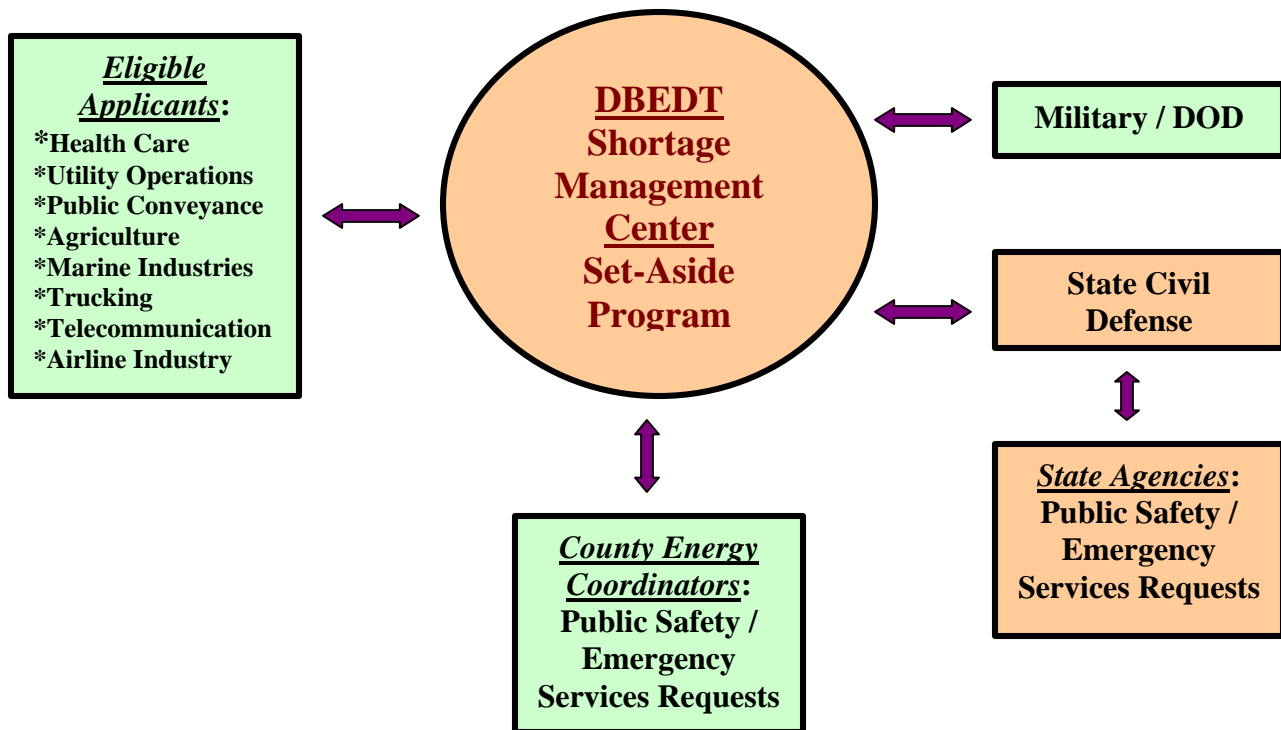 Eligible
Applicants:
*Health Care
*Utility Operations
*Public Conveyance
*Agriculture
*Marine Industries
*Trucking
*Telecommunication
*Airline Industry
DBEDT
Shortage
Management
Center
Set-Aside
Program
Military / DOD
State Civil
Defense
State Agencies:
Public Safety /
Emergency
Services Requests
County Energy
Coordinators:
Public Safety /
Emergency
Services Requests